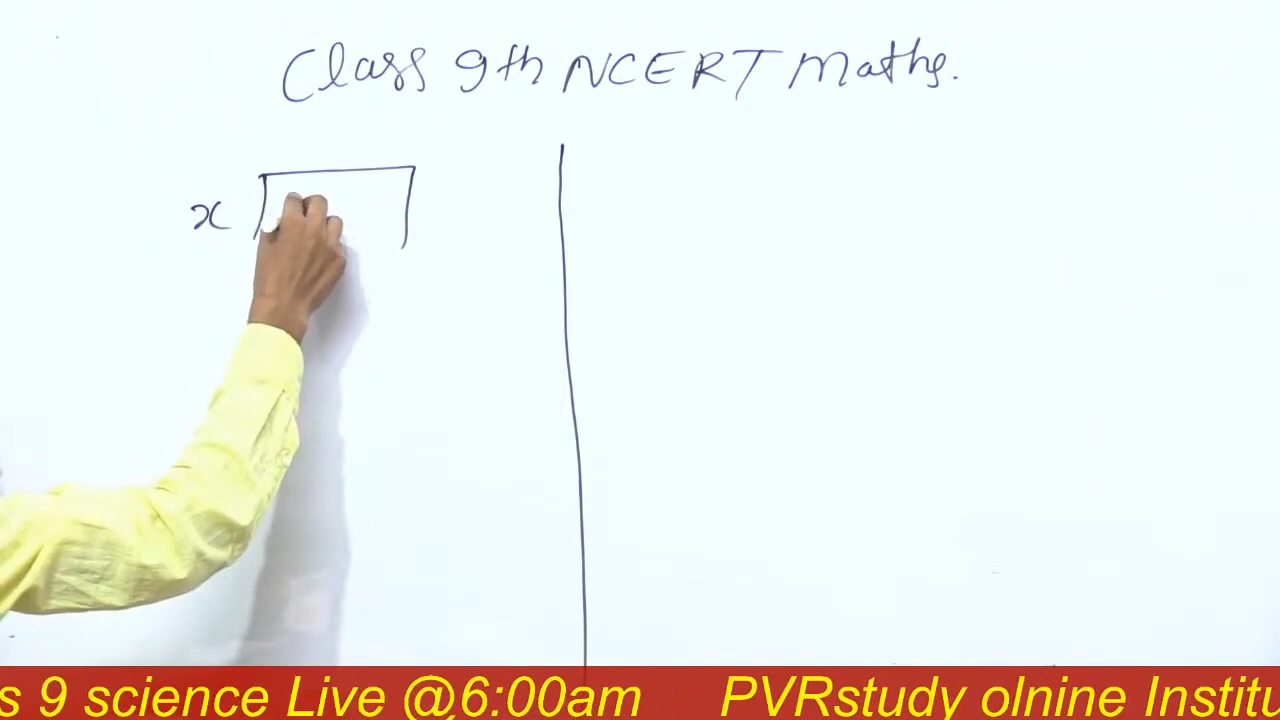 Class 9th NCERT Maths.
x
s 9 science Live @6:00am PVRstudy olnine Institu